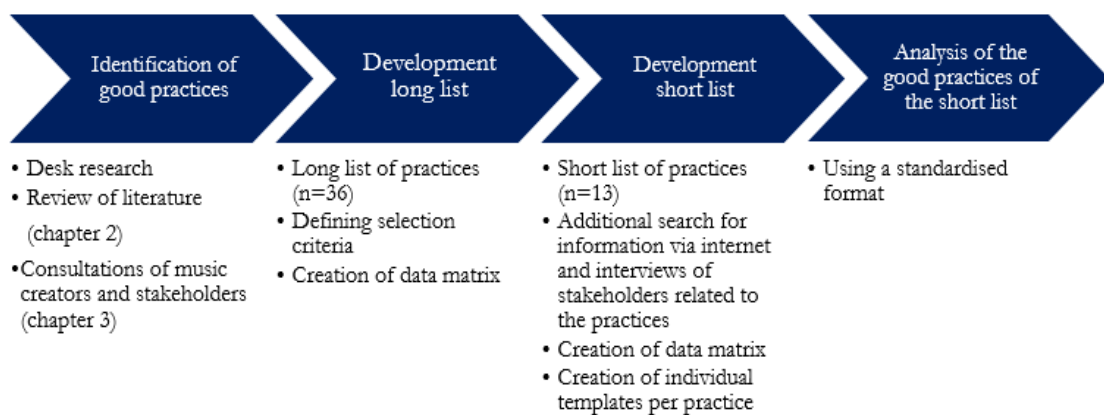 Identification of
good practices
Development
long list
Development
short list
Analysis of the
good practices of
the short list
• Desk research
• Review of literature
(chapter 2)
•Consultations of music
creators and stakeholders
(chapter 3)
• Long list of practices
(n=36)
• Defining selection
criteria
• Creation of data matrix
• Short list of practices
(n=13)
• Additional search for
information via internet
and interviews of
stakeholders related to
the practices
• Creation of data matrix
• Creation of individual
templates per practice
• Using a standardised
format